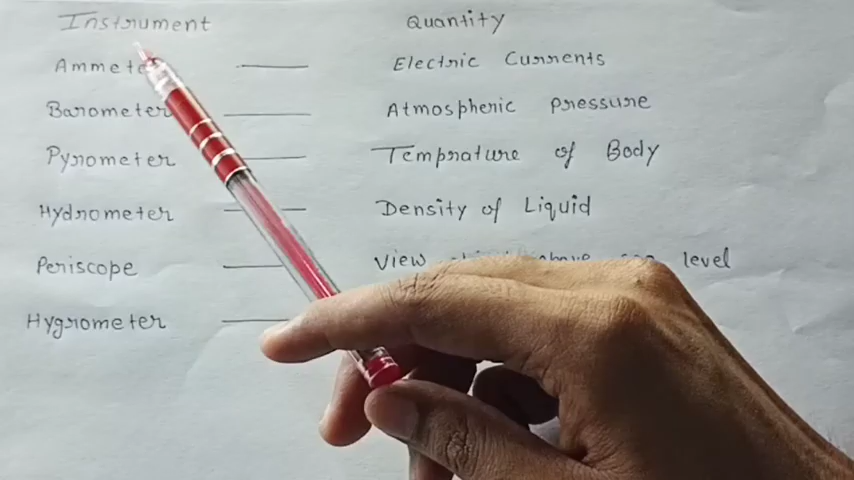 Instrument Quantity
Electric Currents
Barometer Atmospheric Pressure
Pyrometer Temprature of Body
Hydrometer Density of Liquid
Periscope View level
Hygrometer